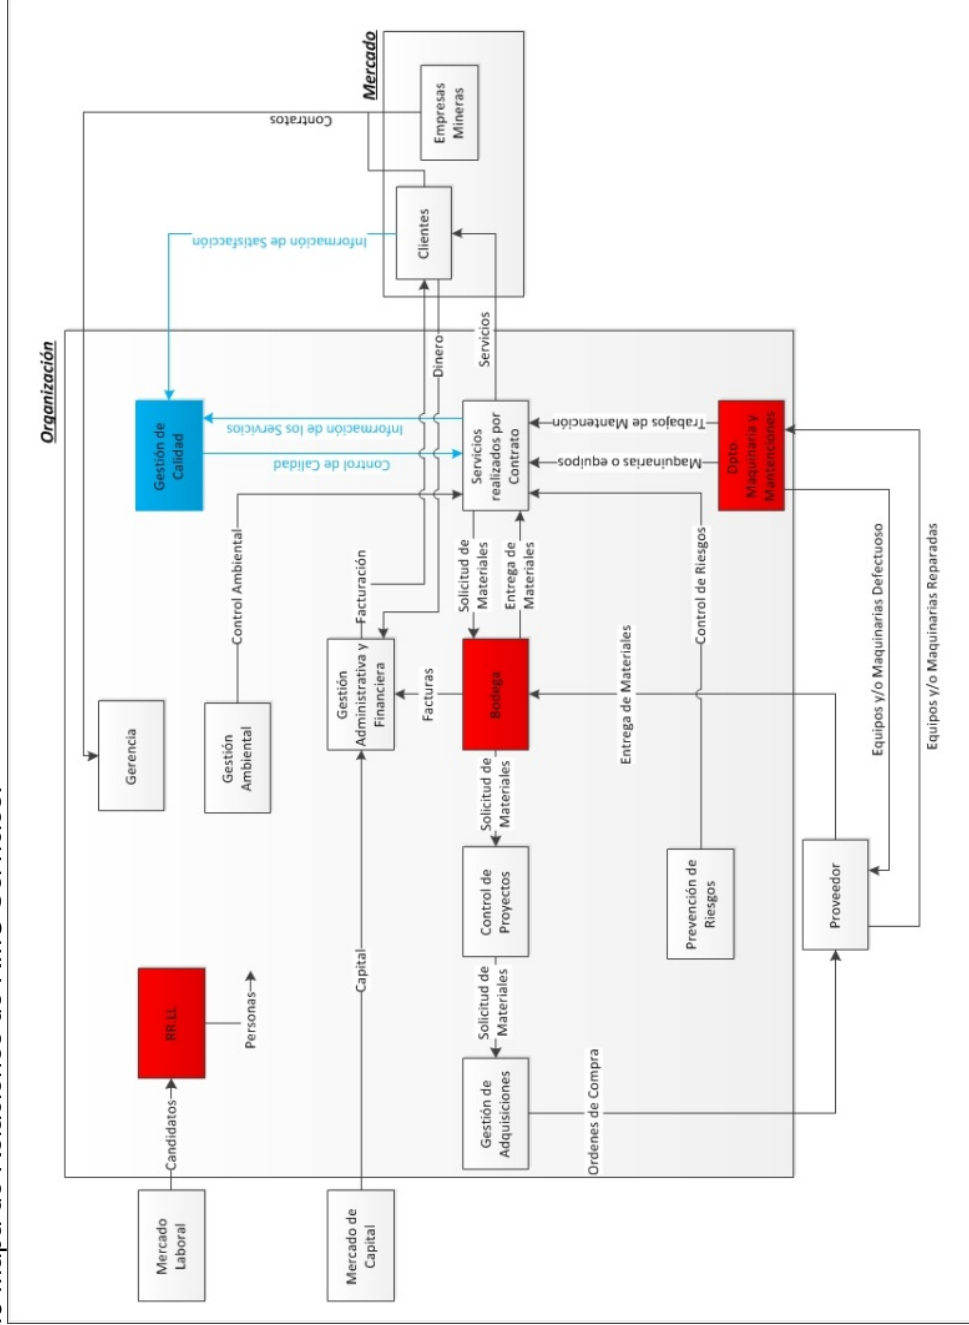 Organización
Mercado
Mercado
Laboral
Candidatos
RR.LL
Personas
Gerencia
Gestión
Ambiental
Control Ambiental
Gestión de
Calidad
Información de Satisfacción
Contratos
Empresas
Mineras
Clientes
Mercado de
Capital
Capital
Gestión
Administrativa y
Financiera
Facturación
Dinero
Control de Calidad
Información de los Servicios
Servicios
Facturas
Gestión de
Adquisiciones
Solicitud de
Materiales
Control de
Proyectos
Solicitud de
Materiales
Bodega
Solicitud de
Materiales
Entrega de
Materiales
Servicios
realizados por
Contrato
Maquinarias o equipos
Trabajos de Mantención
Ordenes de Compra
Entrega de Materiales
Prevención de
Riesgos
Control de Riesgos
Dpto.
Maquinaria y
Mantenciones
Proveedor
Equipos y/o Maquinarias Defectuoso
Equipos y/o Maquinarias Reparadas